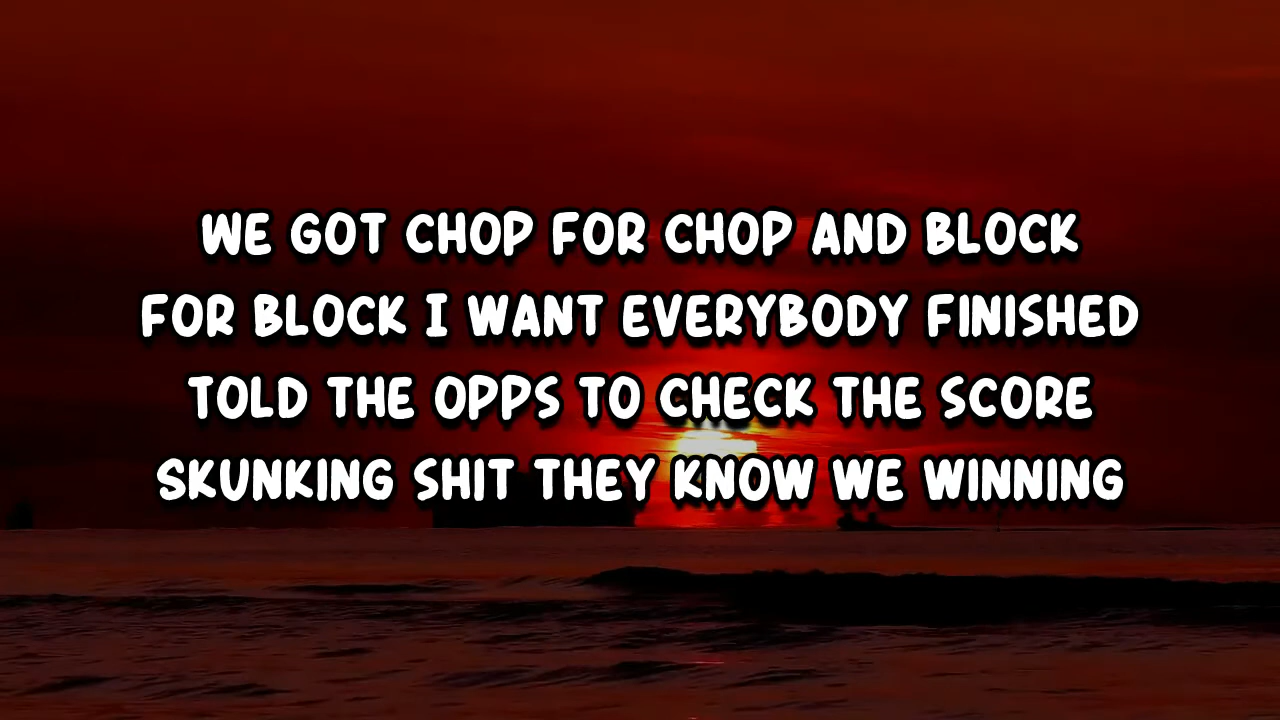 WE GOT CHOP FOR CHOP AND BLOCK
FOR BLOCK I WANT EVERYBODY FINISHED
TOLD THE OPPS TO CHECK THE SCORE
SKUNKING SHIT THEY KNOW WE WINNING